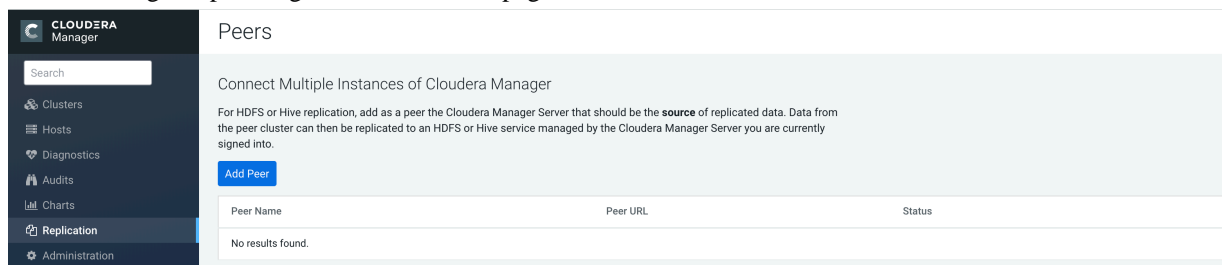 CLOUDERA
Manager
Search
Clusters
Hosts
Diagnostics
Audits
Charts
Replication
Administration
Peers
Connect Multiple Instances of Cloudera Manager
For HDFS or Hive replication, add as a peer the Cloudera Manager Server that should be the source of replicated data. Data from
the peer cluster can then be replicated to an HDFS or Hive service managed by the Cloudera Manager Server you are currently
signed into.
Add Peer
Peer Name Peer URL Status
No results found.